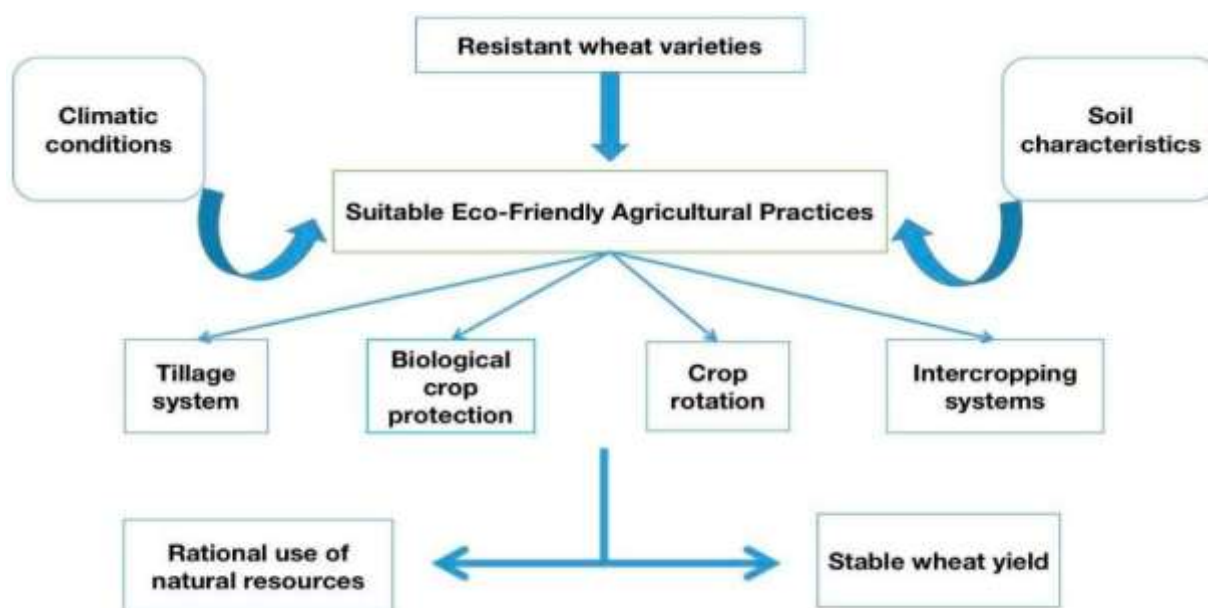 Resistant wheat varieties
Climatic
conditions
Soil
characteristics
Suitable Eco-Friendly Agricultural Practices
Tillage
system
Biological
crop
protection
Crop
rotation
Intercropping
systems
Rational use of
natural resources
Stable wheat yield